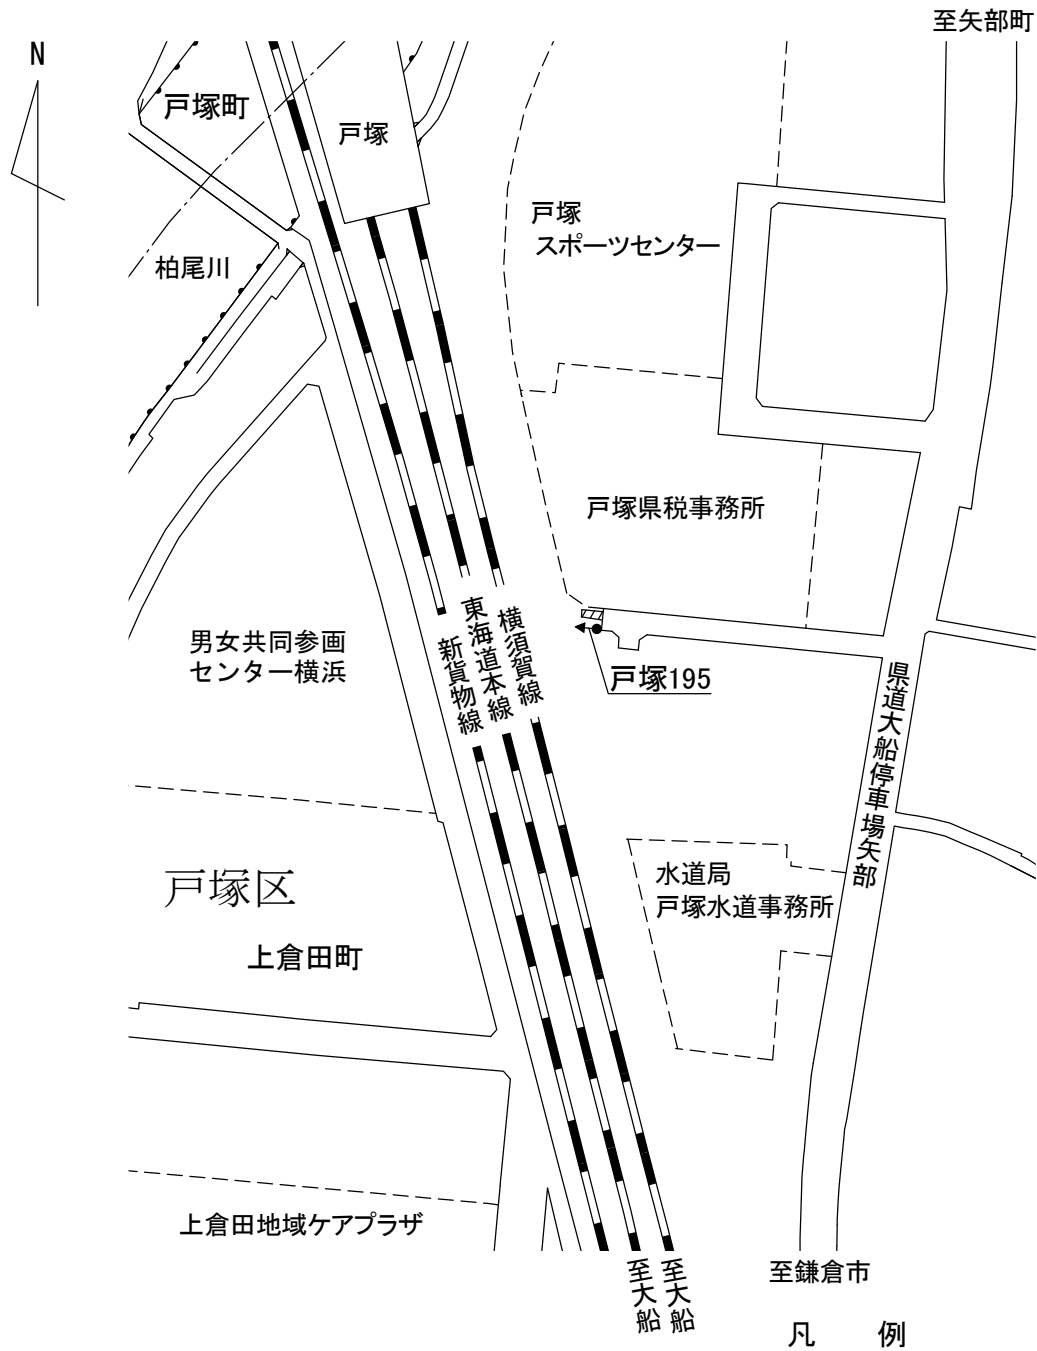 至矢部町
N
戸塚町
戸塚
戸塚
スポーツセンター
柏尾川
戸塚県税事務所
横須賀線
東海道本線
新貨物線
男女共同参画
センター横浜
戸塚195
県道大船停車場矢部
水道局
戸塚水道事務所
戸塚区
上倉田町
上倉田地域ケアプラザ
至大船
至大船
至鎌倉市
凡 例